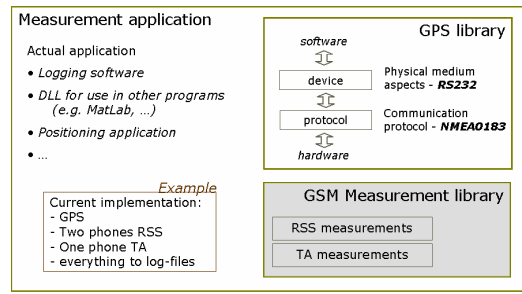 Measurement application
Actual application
• Logging software
• DLL for use in other programs
(e.g. MatLab, ...)
• Positioning application
• ...
Example
Current implementation:
- GPS
- Two phones RSS
- One phone TA
- everything to log-files
GPS library
software
device
Physical medium
aspects - RS232
protocol
Communication
protocol - NMEA0183
hardware
GSM Measurement library
RSS measurements
TA measurements